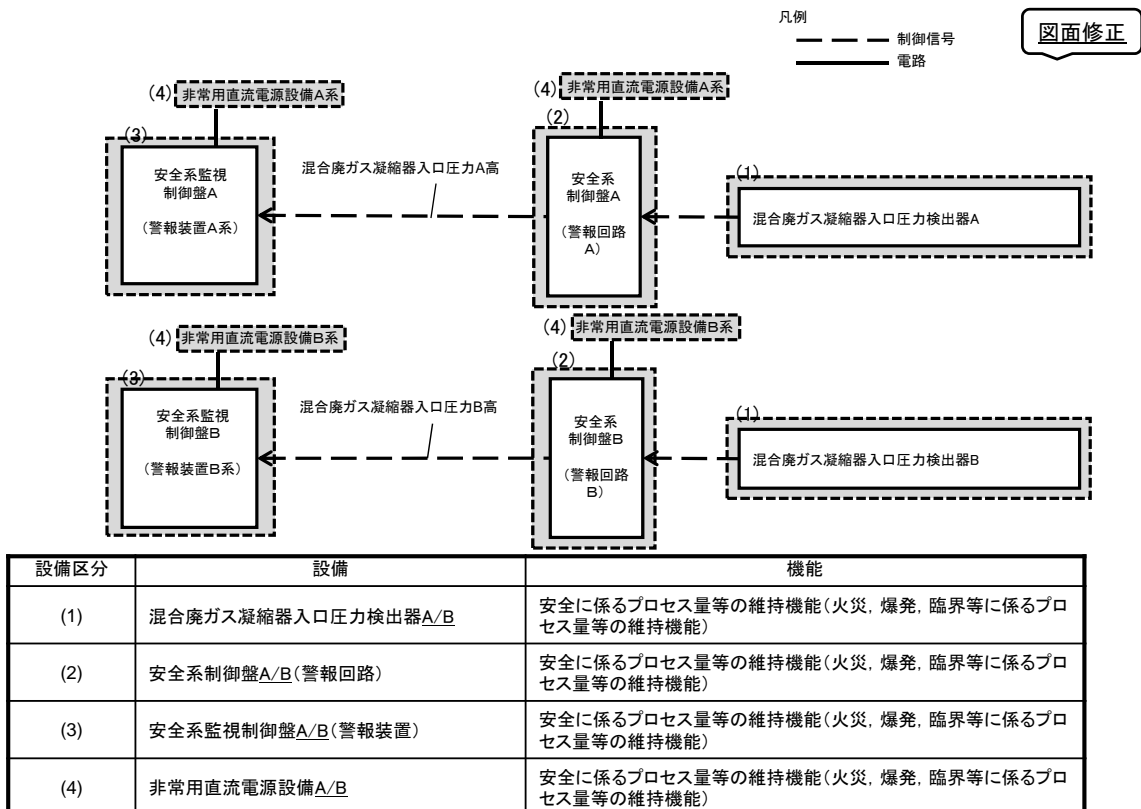 凡例
制御信号
電路
図面修正
(4) 非常用直流電源設備A系
(4) 非常用直流電源設備A系
(3)
(2)
(1)
安全系監視
制御盤A
(警報装置A系)
混合廃ガス凝縮器入口圧力A高
安全系
制御盤A
(警報回路
A)
混合廃ガス凝縮器入口圧力検出器A
(4) 非常用直流電源設備B系
(4) 非常用直流電源設備B系
(3)
(2)
(1)
安全系監視
制御盤B
(警報装置B系)
混合廃ガス凝縮器入口圧力B高
安全系
制御盤B
(警報回路
B)
混合廃ガス凝縮器入口圧力検出器B
設備区分 設備 機能
(1) 混合廃ガス凝縮器入口圧力検出器A/B 安全に係るプロセス量等の維持機能(火災, 爆発, 臨界等に係るプロ
セス量等の維持機能)
(2) 安全系制御盤A/B(警報回路) 安全に係るプロセス量等の維持機能(火災, 爆発, 臨界等に係るプロ
セス量等の維持機能)
(3) 安全系監視制御盤A/B(警報装置) 安全に係るプロセス量等の維持機能(火災, 爆発, 臨界等に係るプロ
セス量等の維持機能)
(4) 非常用直流電源設備A/B 安全に係るプロセス量等の維持機能(火災, 爆発, 臨界等に係るプロ
セス量等の維持機能)